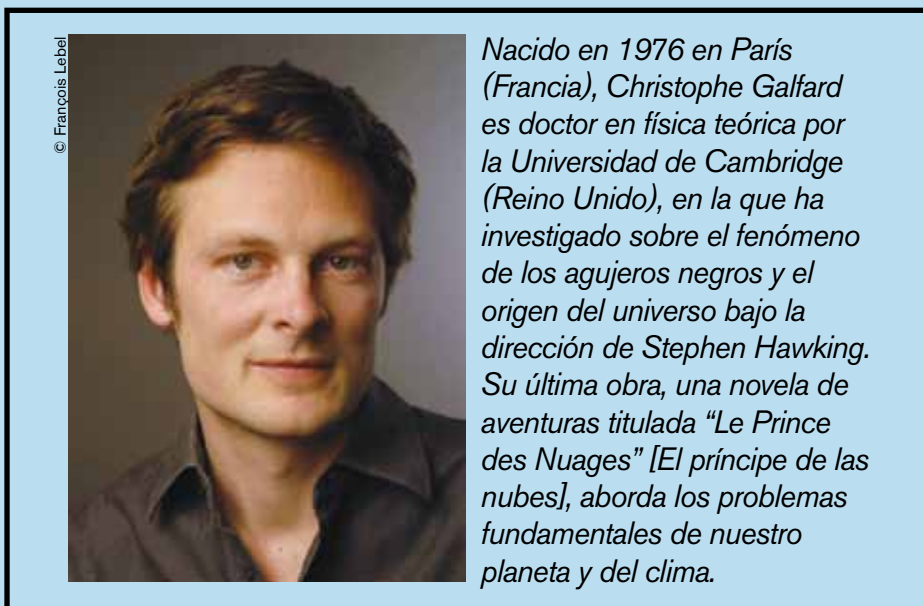 © François Lebel
Nacido en 1976 en París
(Francia), Christophe Galfard
es doctor en física teórica por
la Universidad de Cambridge
(Reino Unido), en la que ha
investigado sobre el fenómeno
de los agujeros negros y el
origen del universo bajo la
dirección de Stephen Hawking.
Su última obra, una novela de
aventuras titulada “Le Prince
des Nuages” [El príncipe de las
nubes], aborda los problemas
fundamentales de nuestro
planeta y del clima.